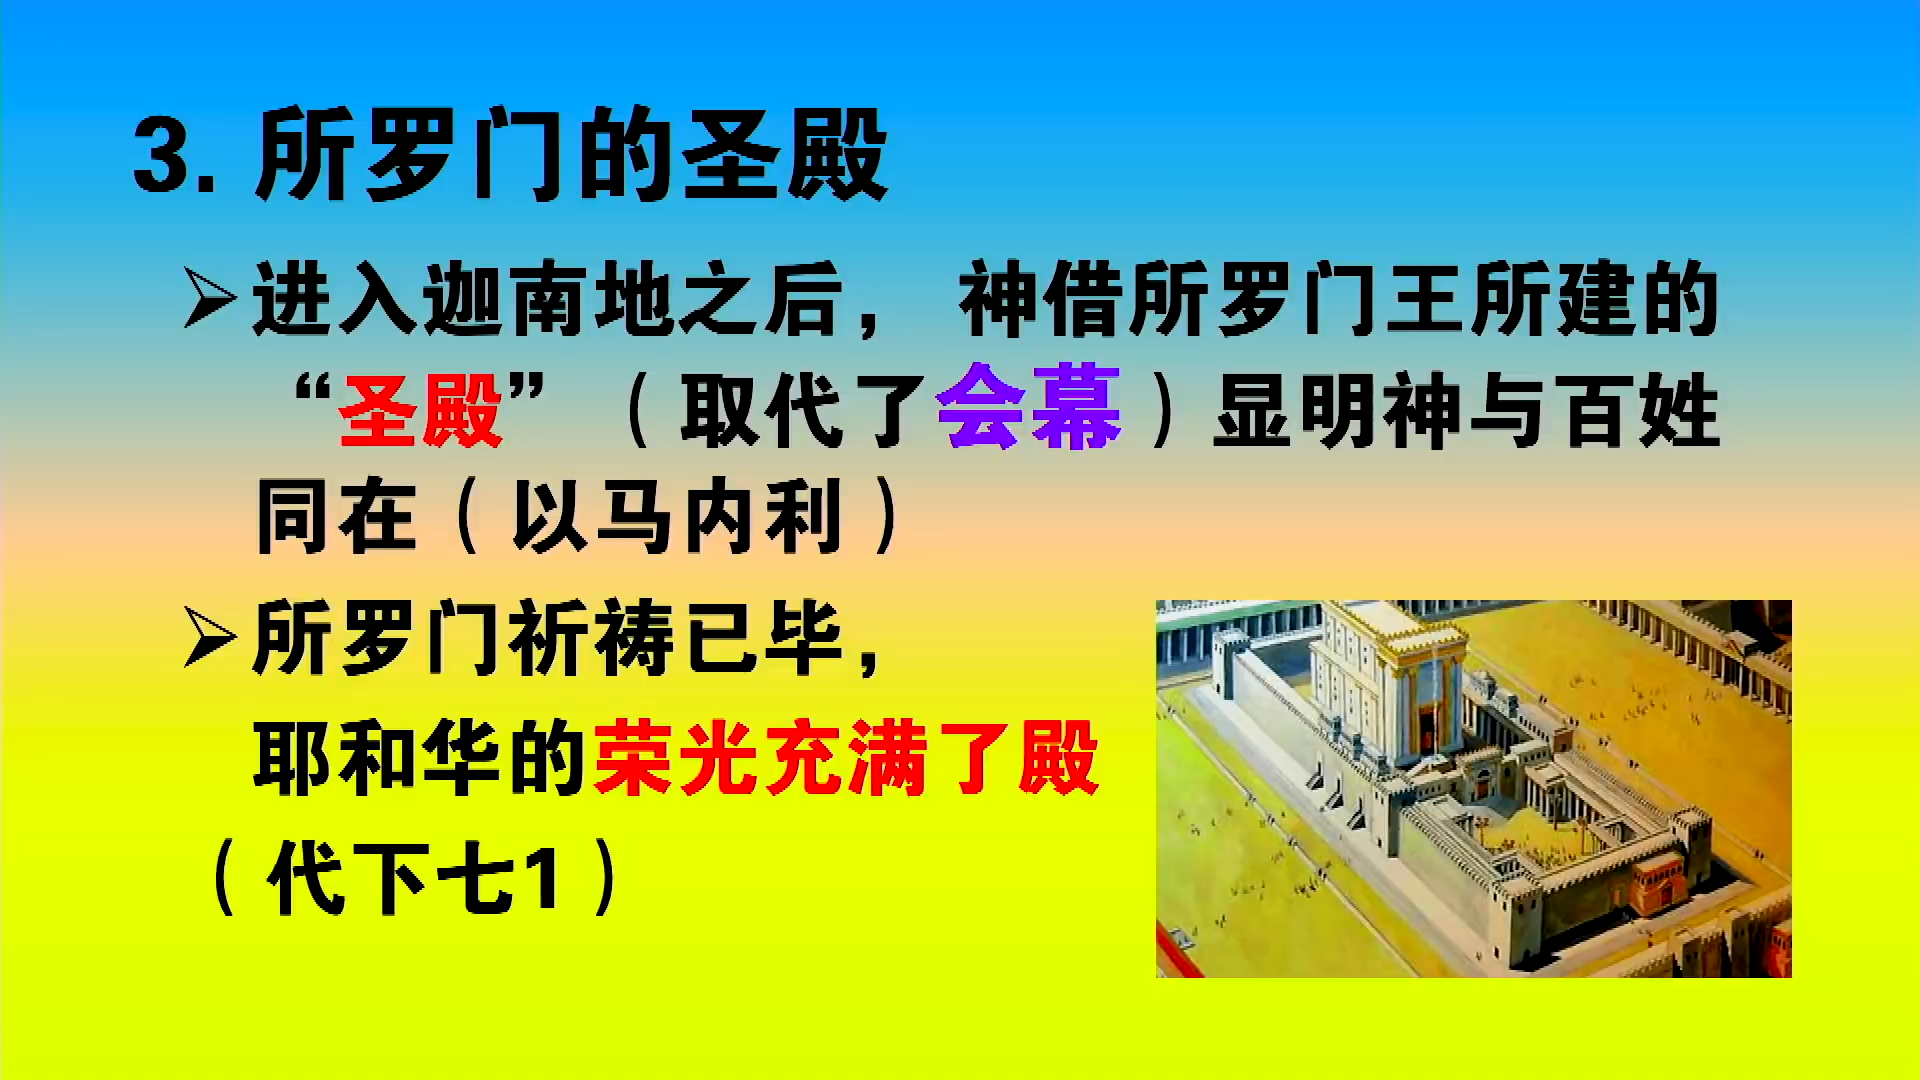 3. 所罗门的圣殿
进入迦南地之后， 神借所罗门王所建的
“圣殿”（取代了会幕）显明神与百姓
同在（以马内利）
所罗门祈祷已毕，
耶和华的荣光充满了殿
（代下七1）